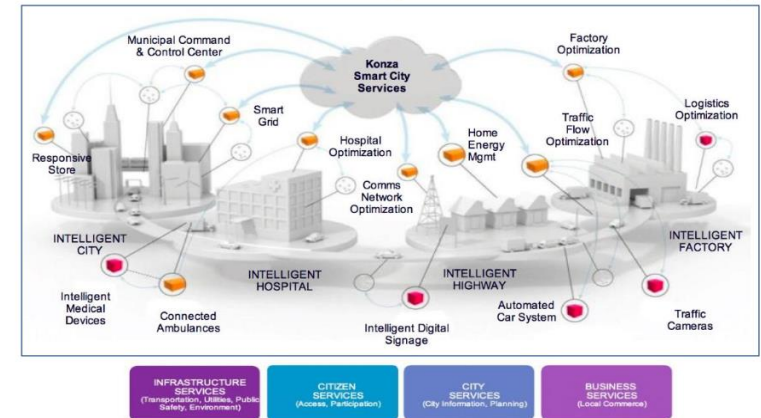 Municipal Command
& Control Center
Konza
Smart City
Services
Factory
Optimization
Smart
Grid
Responsive
Store
Hospital
Optimization
Comms
Network
Optimization
Home
Energy
Mgmt
Traffic
Flow
Optimization
Logistics
Optimization
INTELLIGENT
CITY
INTELLIGENT
HOSPITAL
INTELLIGENT
HIGHWAY
INTELLIGENT
FACTORY
Intelligent
Medical
Devices
Connected
Ambulances
Intelligent Digital
Signage
Automated
Car System
Traffic
Cameras
INFRASTRUCTURE
SERVICES
(Transportation, Utilities, Public
Safety, Environment)
CITIZEN
SERVICES
(Access, Participation)
CITY
SERVICES
(City Information, Planning)
BUSINESS
SERVICES
(Local Commerce)